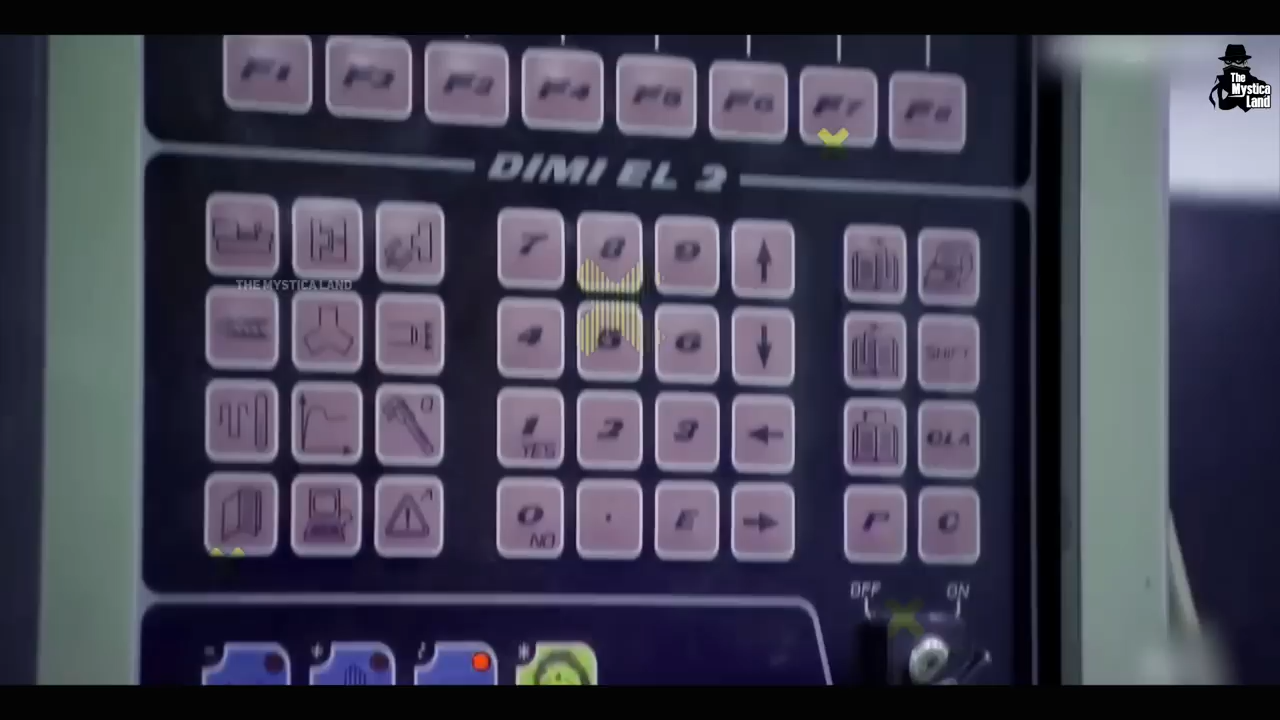 The
Mystica
Land
F1 F2 F3 F4 F5 F6 F7 F8
DIMI EL 2
7 8 9
THE MYSTICA LAND
4 5 6 SHIFT
1 YES 2 3 CLA
0 NO . E P C
OFF ON